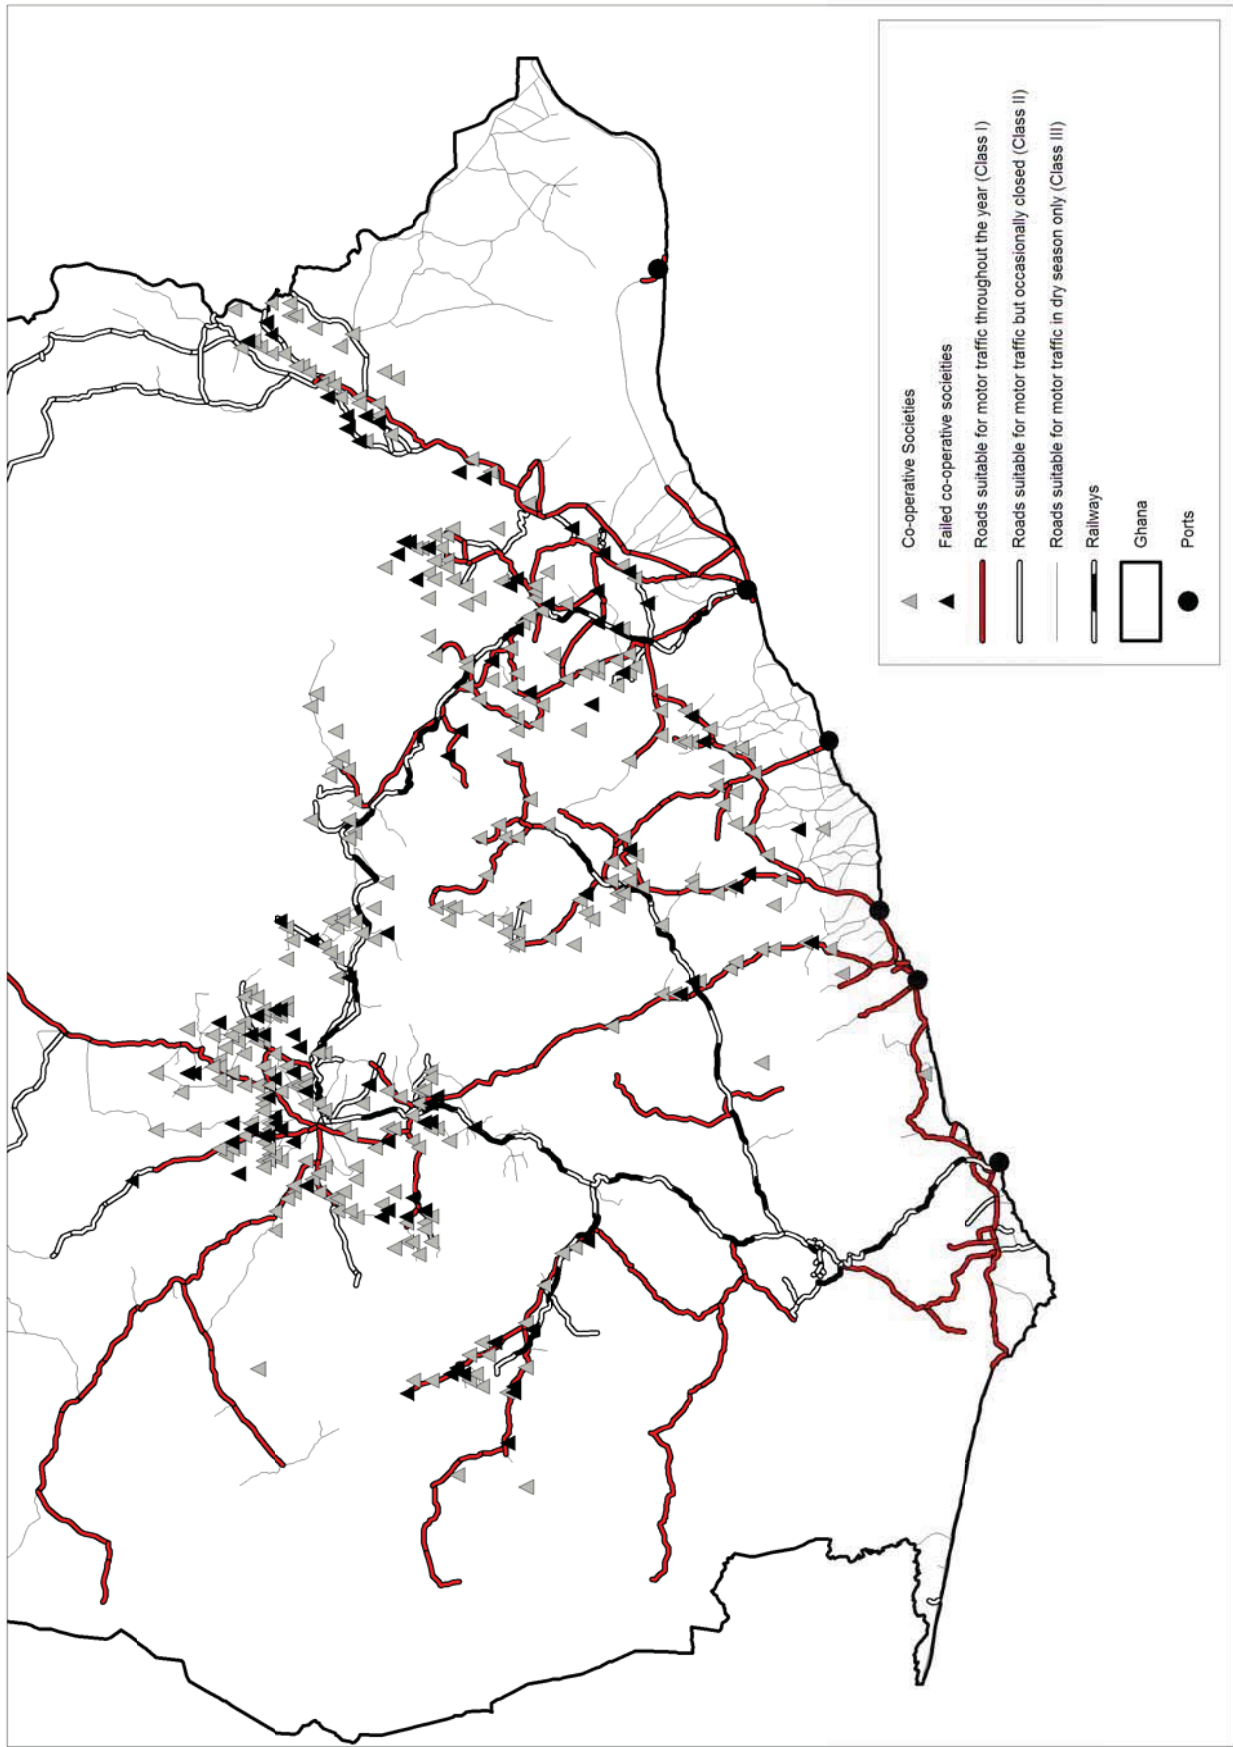 Co-operative Societies
Failed co-operative socieities
Roads suitable for motor traffic throughout the year (Class I)
Roads suitable for motor traffic but occasionally closed (Class II)
Roads suitable for motor traffic in dry season only (Class III)
Railways
Ghana
Ports